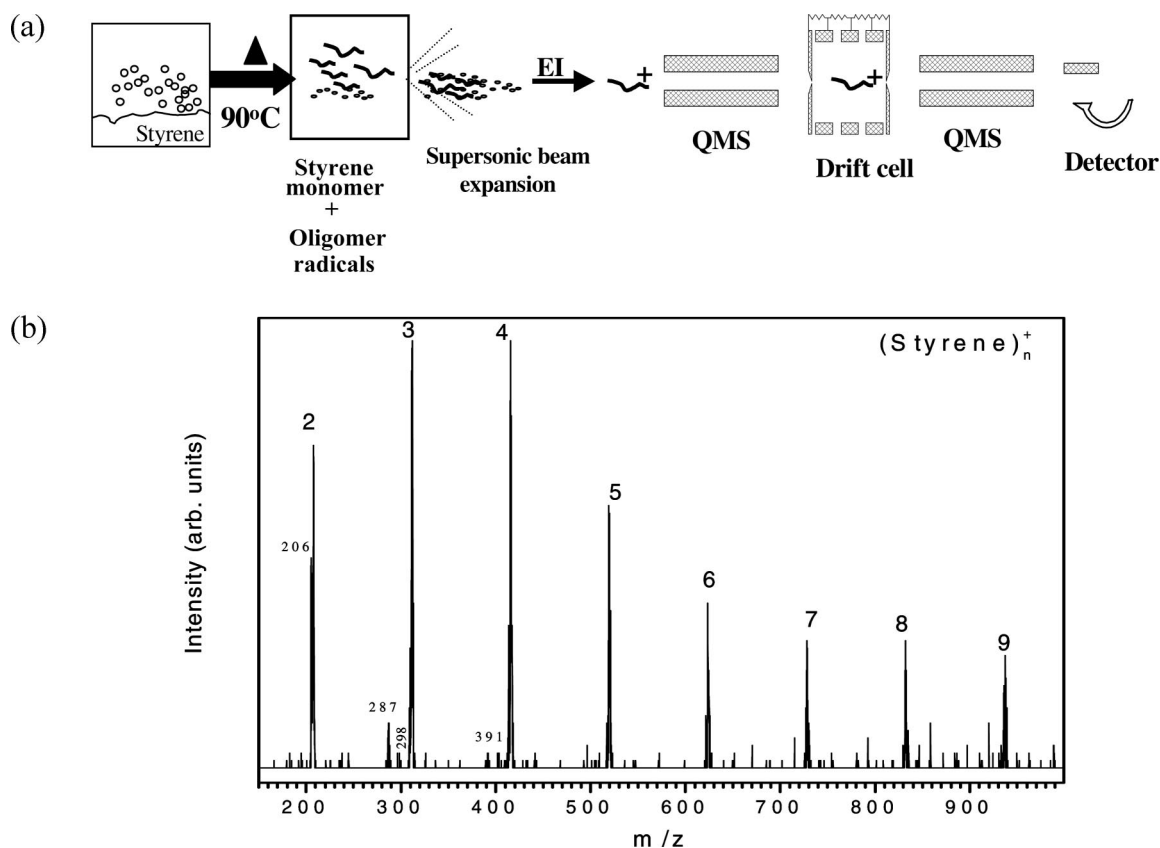 (a)
Styrene
90°C
Styrene
monomer
+
Oligomer
radicals
Supersonic beam
expansion
EI
+
QMS
+
Drift cell
QMS
Detector
(b)
(Styrene)n+
Intensity (arb. units)
2
3
4
5
6
7
8
9
206
287
298
391
200 300 400 500 600 700 800 900
m/z